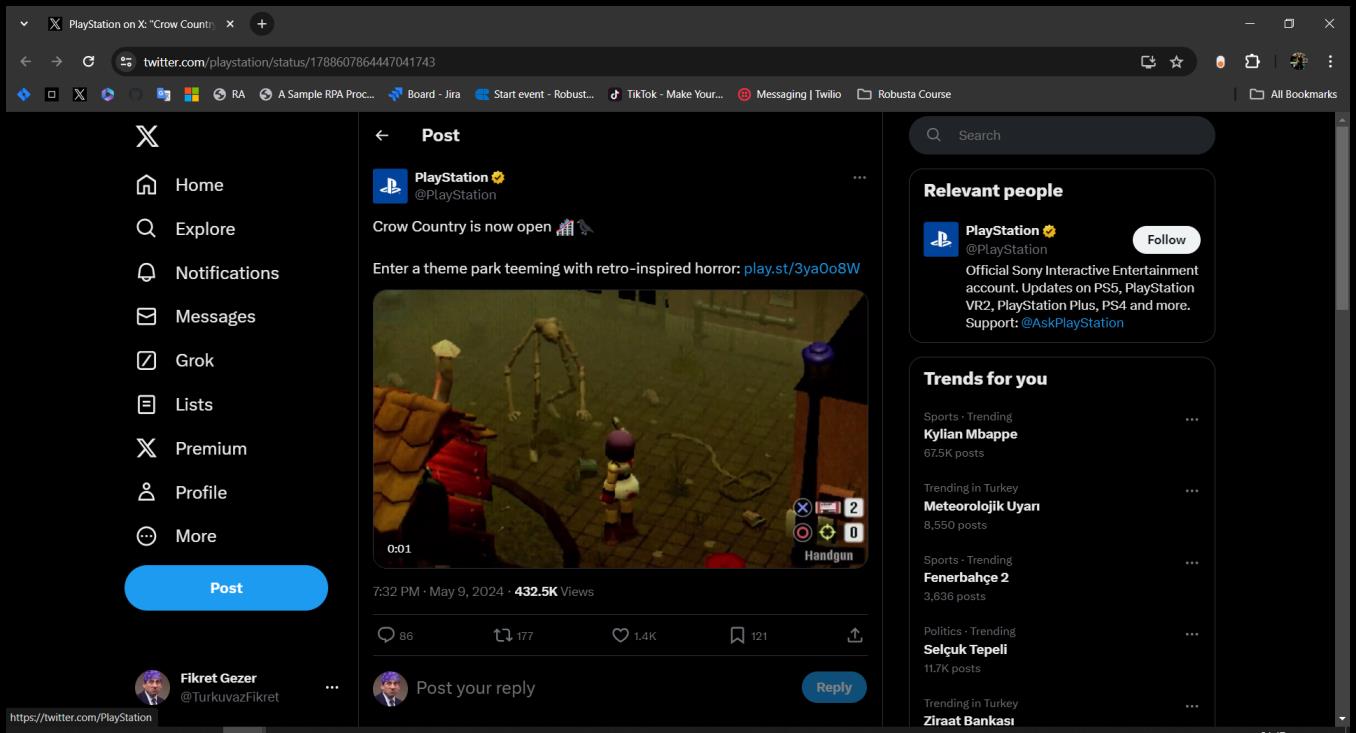 PlayStation on X: "Crow Country
twitter.com/playstation/status/1788607864447041743
RA
A Sample RPA Proc...
Board - Jira
Start event - Robust...
TikTok - Make Your...
Messaging | Twilio
Robusta Course
All Bookmarks
Home
Explore
Notifications
Messages
Grok
Lists
Premium
Profile
More
Post
Fikret Gezer
@TurkuvazFikret
https://twitter.com/PlayStation
Post
PlayStation
@PlayStation
Crow Country is now open
Enter a theme park teeming with retro-inspired horror: play.st/3ya0o8W
2
0
Handgun
0:01
7:32 PM · May 9, 2024 · 432.5K Views
86
177
1.4K
121
Post your reply
Reply
Search
Relevant people
PlayStation
@PlayStation
Follow
Official Sony Interactive Entertainment
account. Updates on PS5, PlayStation
VR2, PlayStation Plus, PS4 and more.
Support: @AskPlayStation
Trends for you
Sports · Trending
Kylian Mbappe
67.5K posts
Trending in Turkey
Meteorolojik Uyarı
8,550 posts
Sports · Trending
Fenerbahçe 2
3,636 posts
Politics · Trending
Selçuk Tepeli
11.7K posts
Trending in Turkey
Ziraat Bankası